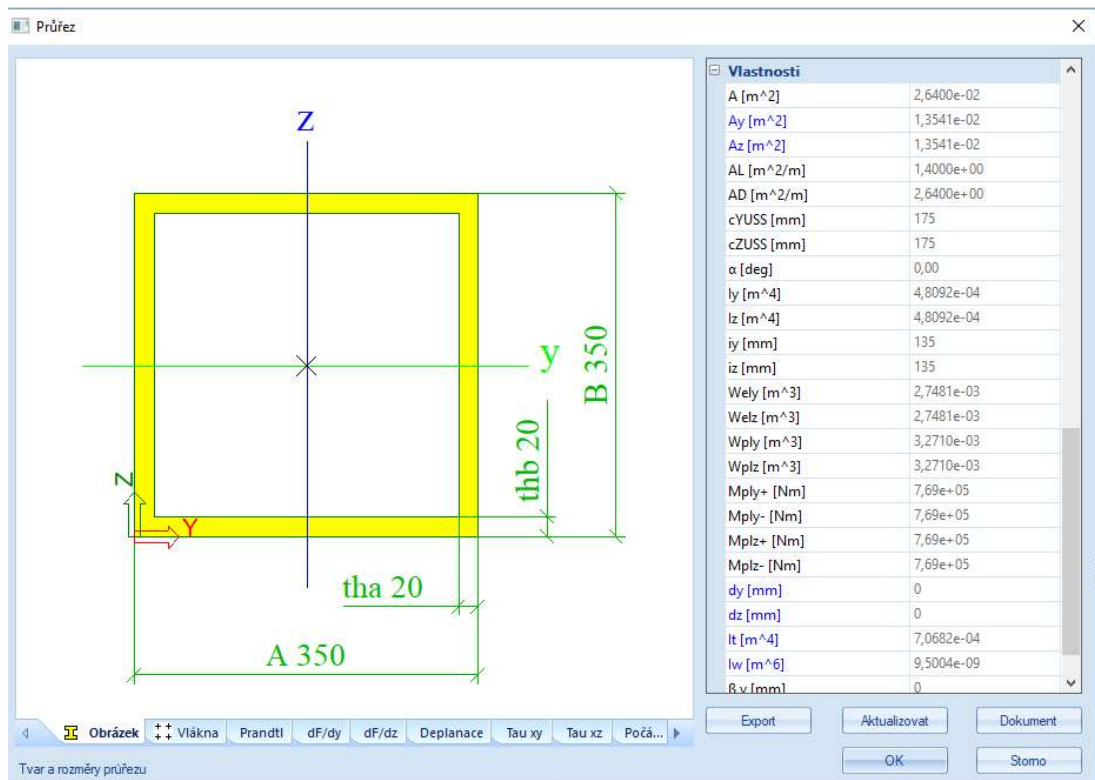 Průřez
Z
y
B 350
thb 20
Z
Y
tha 20
A 350
Obrázek Vlákna Prandtl dF/dy dF/dz Deplanace Tau xy Tau xz Počá...
Tvar a rozměry průřezu
Vlastnosti
A [m^2] 2,6400e-02
Ay [m^2] 1,3541e-02
Az [m^2] 1,3541e-02
AL [m^2/m] 1,4000e+00
AD [m^2/m] 2,6400e+00
cYUSS [mm] 175
cZUSS [mm] 175
α [deg] 0,00
Iy [m^4] 4,8092e-04
Iz [m^4] 4,8092e-04
iy [mm] 135
iz [mm] 135
Wely [m^3] 2,7481e-03
Welz [m^3] 2,7481e-03
Wply [m^3] 3,2710e-03
Wplz [m^3] 3,2710e-03
Mply+ [Nm] 7,69e+05
Mply- [Nm] 7,69e+05
Mplz+ [Nm] 7,69e+05
Mplz- [Nm] 7,69e+05
dy [mm] 0
dz [mm] 0
It [m^4] 7,0682e-04
Iw [m^6] 9,5004e-09
β y [mm] 0
Export Aktualizovat Dokument
OK Storno